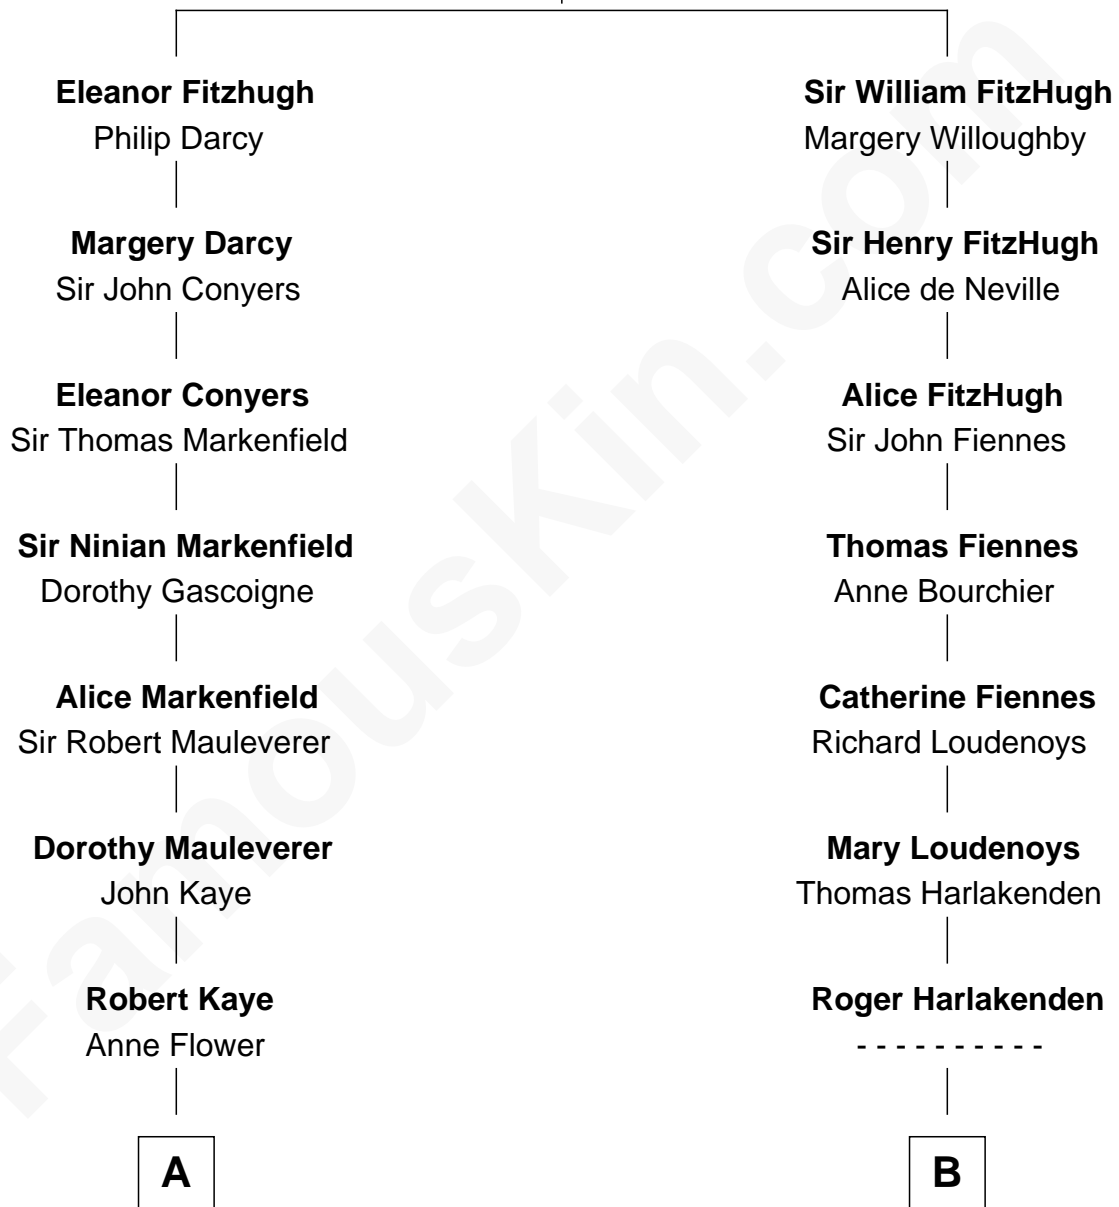 Eleanor Fitzhugh
Philip Darcy
Sir William FitzHugh
Margery Willoughby
Margery Darcy
Sir John Conyers
Sir Henry FitzHugh
Alice de Neville
Eleanor Conyers
Sir Thomas Markenfield
Alice FitzHugh
Sir John Fiennes
Sir Ninian Markenfield
Dorothy Gascoigne
Thomas Fiennes
Anne Bourchier
Alice Markenfield
Sir Robert Mauleverer
Catherine Fiennes
Richard Loudenoys
Dorothy Mauleverer
John Kaye
Mary Loudenoys
Thomas Harlakenden
Robert Kaye
Anne Flower
Roger Harlakenden
- - - - - - - - - -
A
B
FamousKin.com